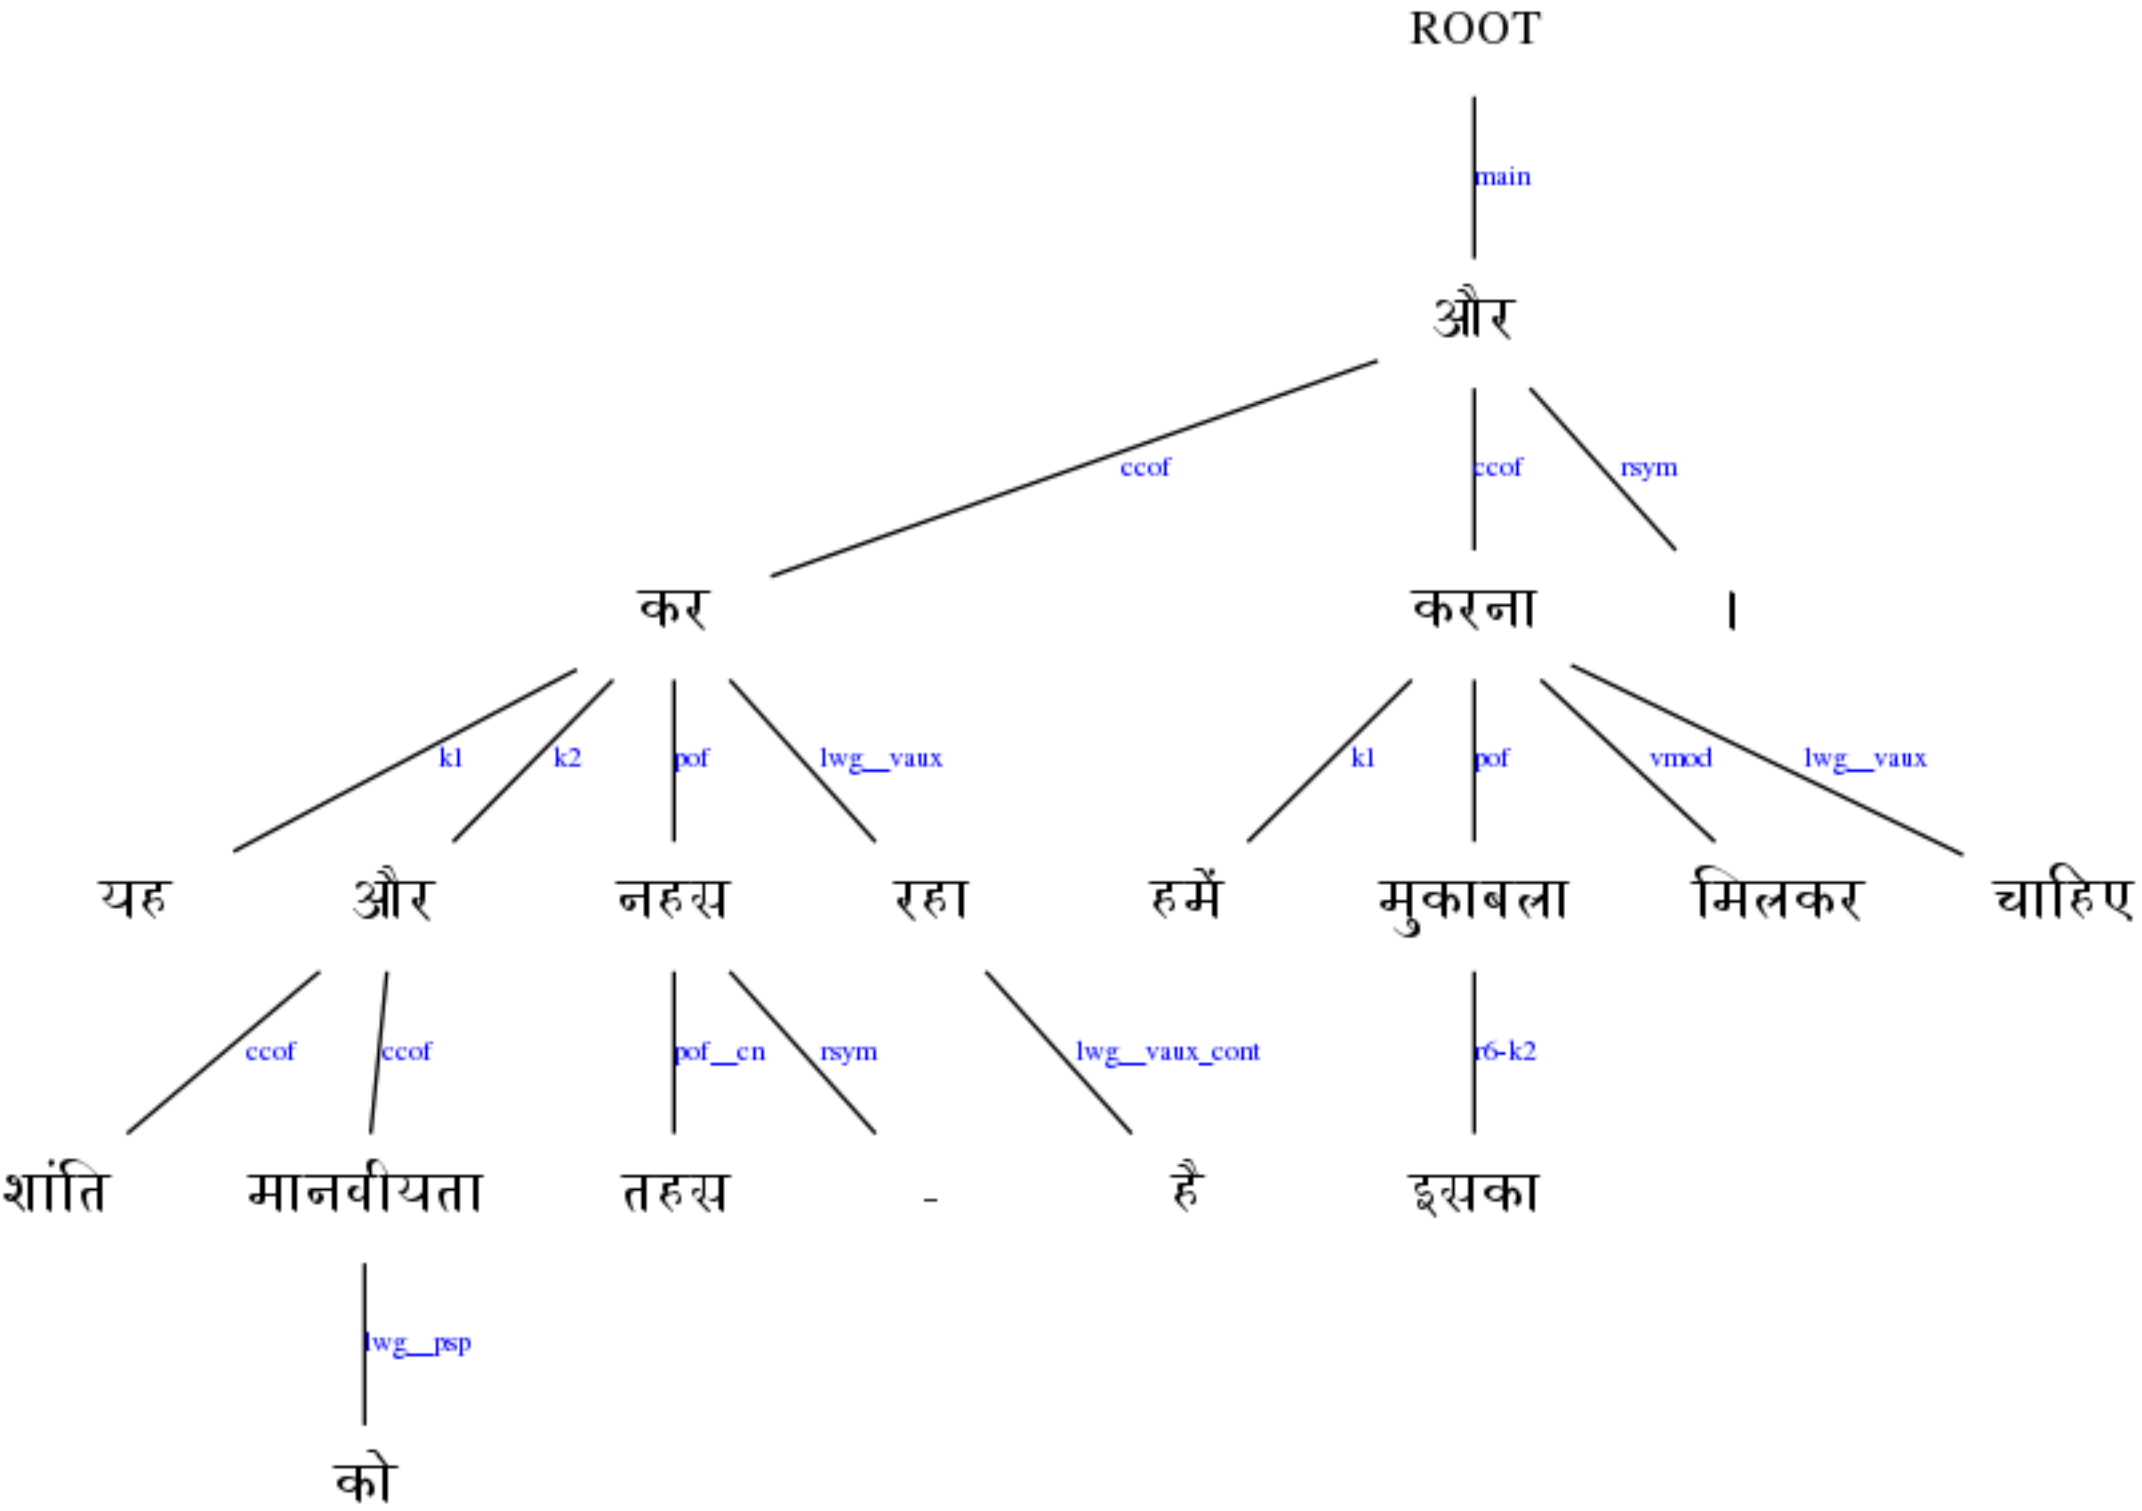 ROOT
main
और
ccof ccof rsym
कर करना ।
k1 k2 pof lwg__vaux k1 pof vmod lwg__vaux
यह और नहस रहा हमें मुकाबला मिलकर चाहिए
ccof ccof pof__cn rsym lwg__vaux_cont r6-k2
शांति मानवीयता तहस - है इसका
lwg__psp
को